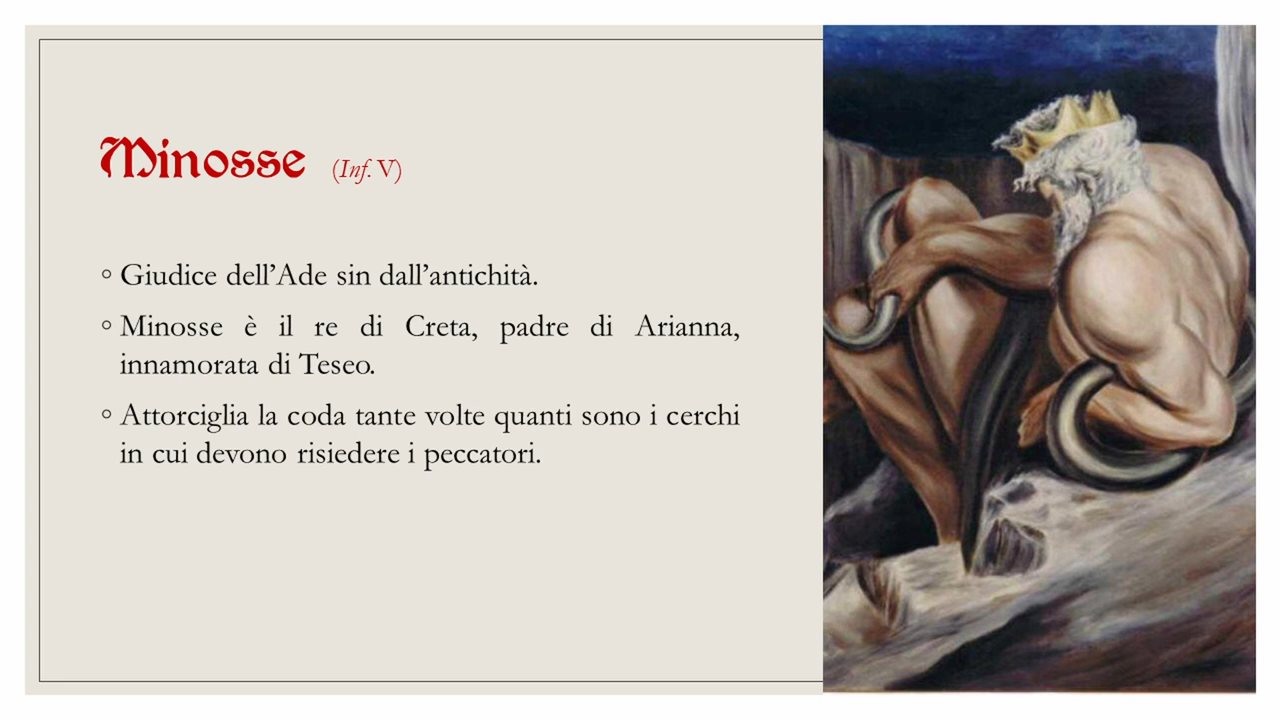 Minosse (Inf. V)
◦ Giudice dell’Ade sin dall’antichità.
◦ Minosse è il re di Creta, padre di Arianna,
innamorata di Teseo.
◦ Attorciglia la coda tante volte quanti sono i cerchi
in cui devono risiedere i peccatori.